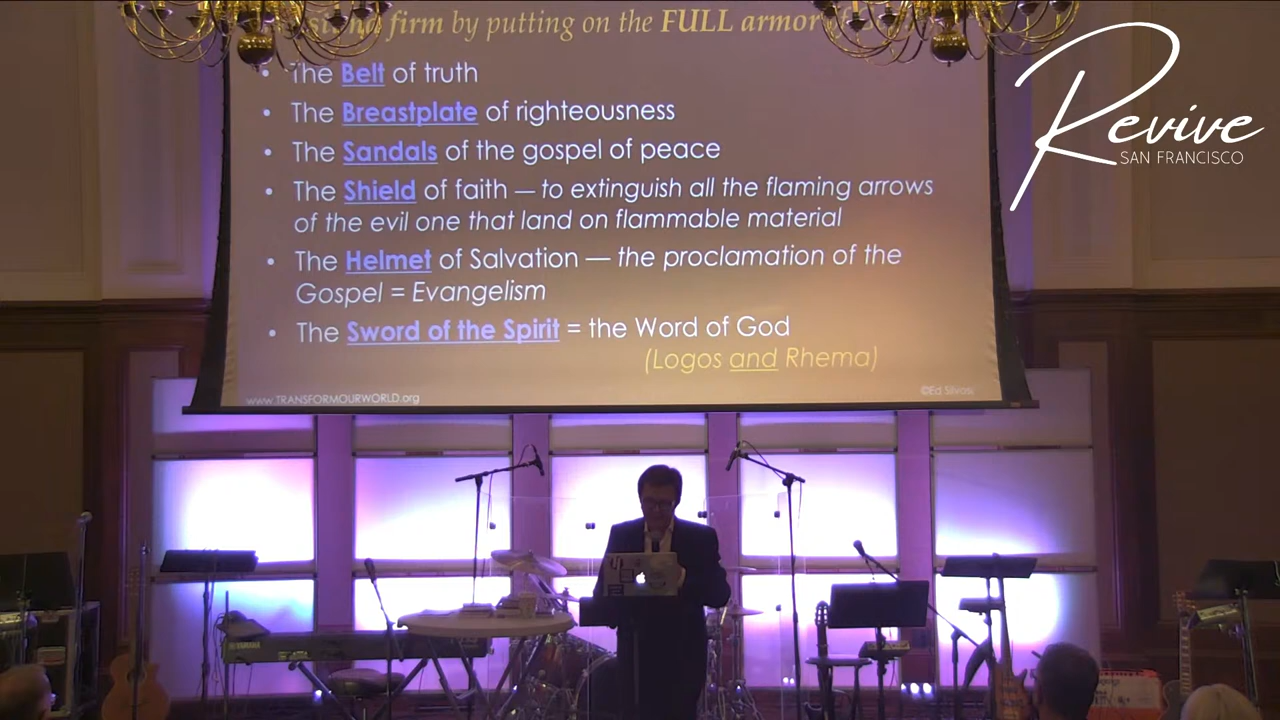 stand firm by putting on the FULL armor
• The Belt of truth
• The Breastplate of righteousness
• The Sandals of the gospel of peace
• The Shield of faith — to extinguish all the flaming arrows
of the evil one that land on flammable material
• The Helmet of Salvation — the proclamation of the
Gospel = Evangelism
• The Sword of the Spirit = the Word of God
(Logos and Rhema)
www.TRANSFORMOURWORLD.org
©Ed Silvoso
Revive
SAN FRANCISCO
YAMAHA